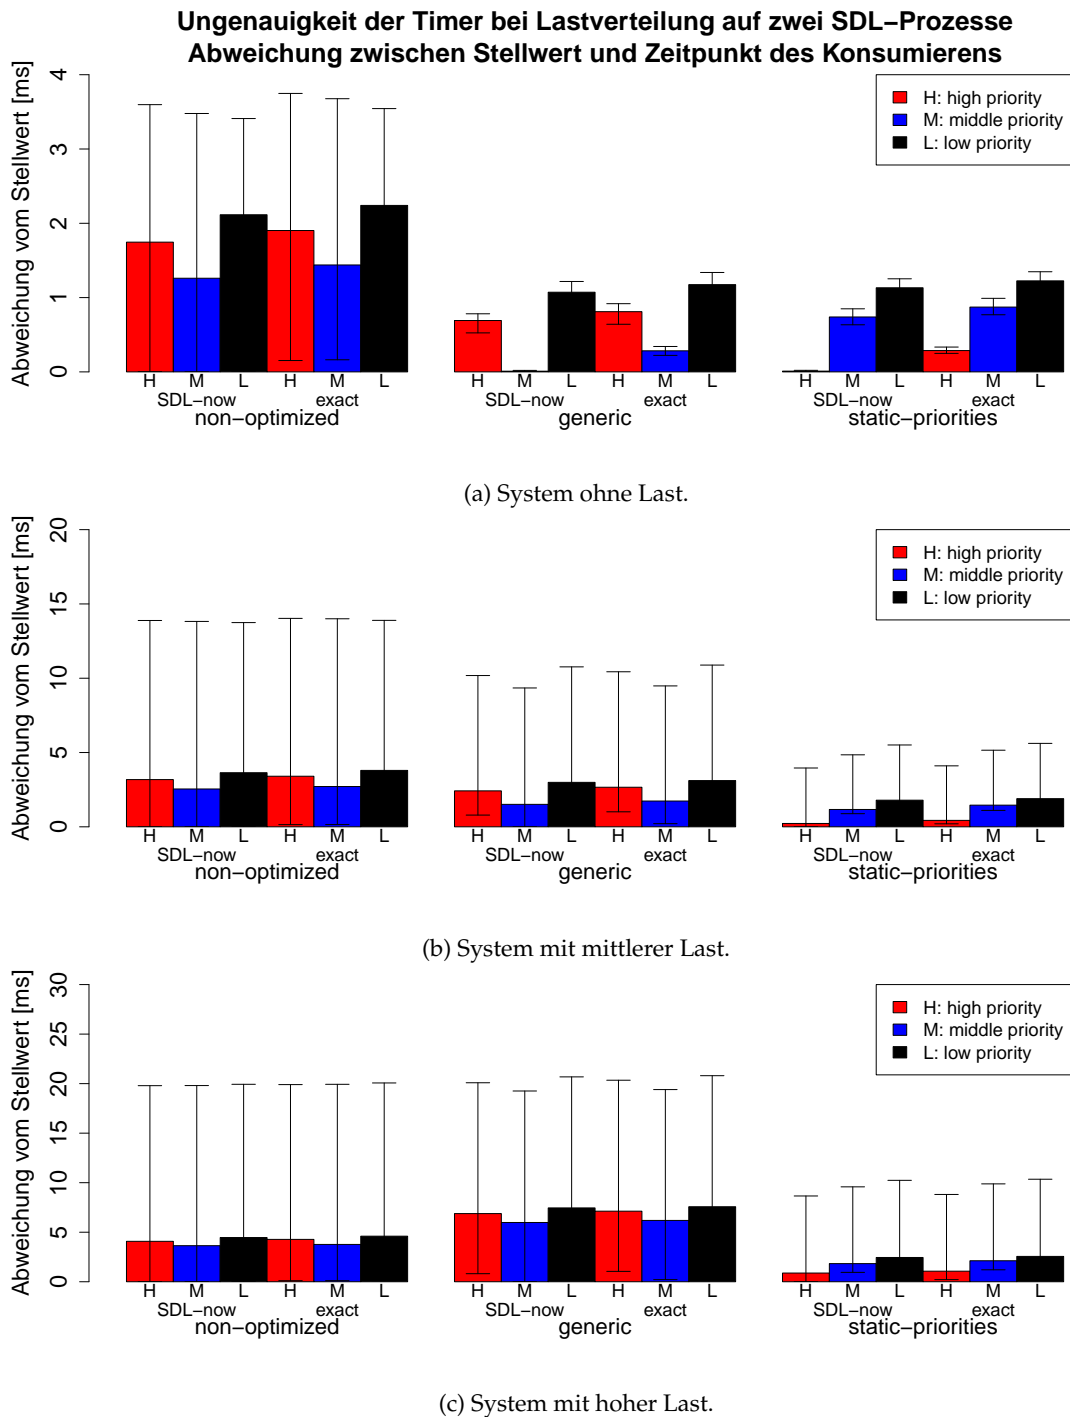 Ungenauigkeit der Timer bei Lastverteilung auf zwei SDL−Prozesse
Abweichung zwischen Stellwert und Zeitpunkt des Konsumierens
Abweichung vom Stellwert [ms]
4
3
2
1
0
H: high priority
M: middle priority
L: low priority
H M L H M L H M L H M L H M L H M L
SDL−now exact SDL−now exact SDL−now exact
non−optimized generic static−priorities
(a) System ohne Last.
Abweichung vom Stellwert [ms]
20
15
10
5
0
H: high priority
M: middle priority
L: low priority
H M L H M L H M L H M L H M L H M L
SDL−now exact SDL−now exact SDL−now exact
non−optimized generic static−priorities
(b) System mit mittlerer Last.
Abweichung vom Stellwert [ms]
30
25
20
15
10
5
0
H: high priority
M: middle priority
L: low priority
H M L H M L H M L H M L H M L H M L
SDL−now exact SDL−now exact SDL−now exact
non−optimized generic static−priorities
(c) System mit hoher Last.